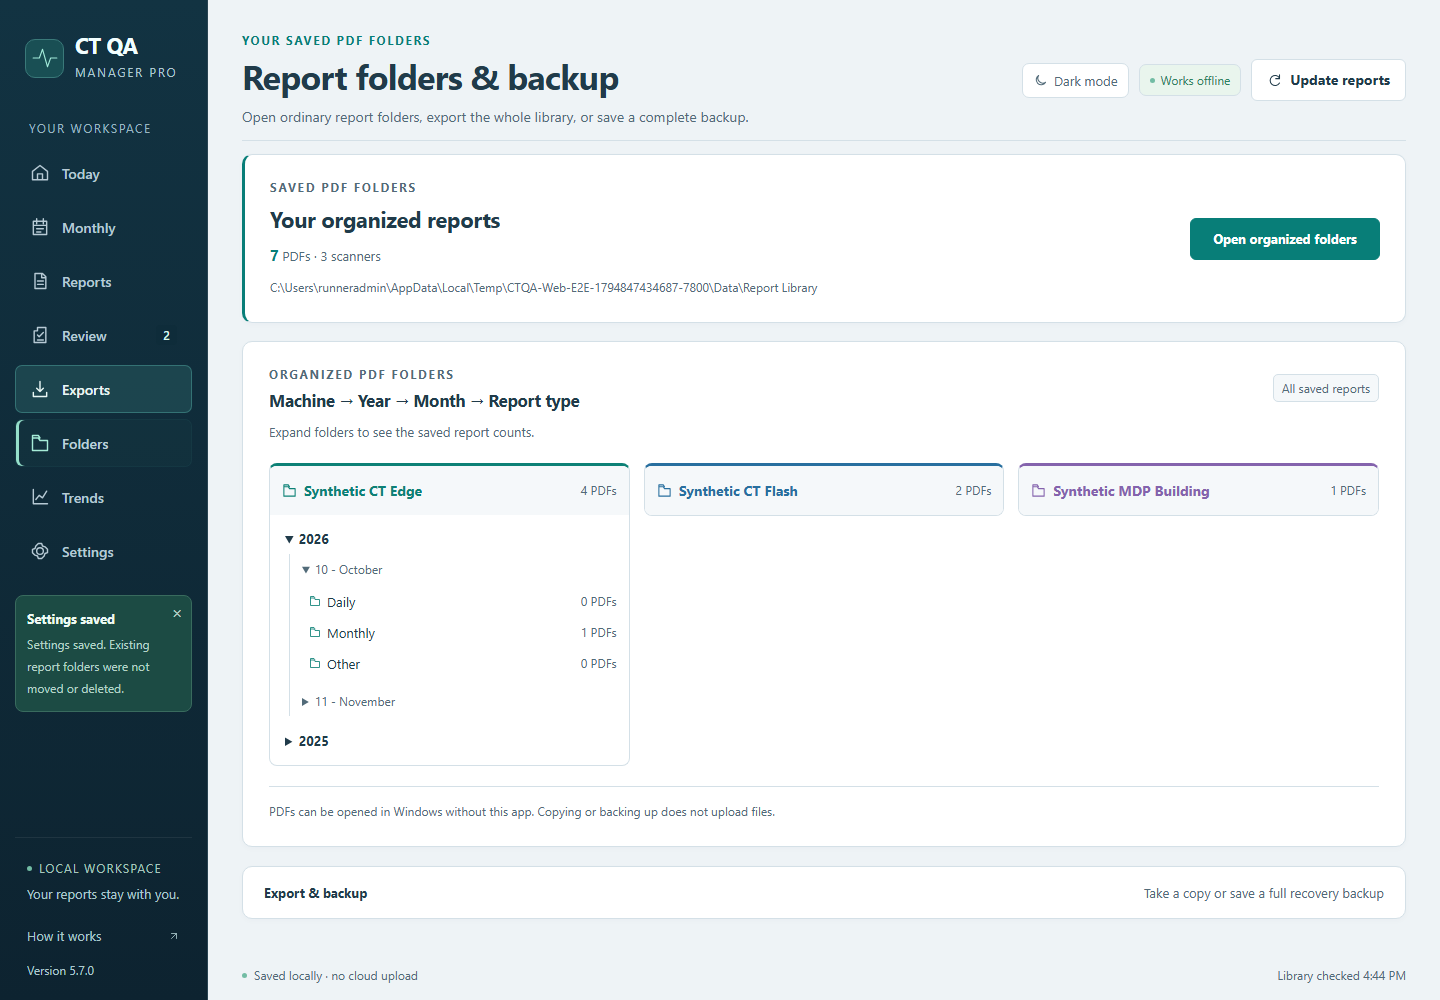 CT QA
MANAGER PRO
YOUR WORKSPACE
Today
Monthly
Reports
Review 2
Exports
Folders
Trends
Settings
Settings saved ×
Settings saved. Existing
report folders were not
moved or deleted.
LOCAL WORKSPACE
Your reports stay with you.
How it works
Version 5.7.0
YOUR SAVED PDF FOLDERS
Report folders & backup
Open ordinary report folders, export the whole library, or save a complete backup.
Dark mode
Works offline
Update reports
SAVED PDF FOLDERS
Your organized reports
7 PDFs · 3 scanners
C:\Users\runneradmin\AppData\Local\Temp\CTQA-Web-E2E-1794847434687-7800\Data\Report Library
Open organized folders
ORGANIZED PDF FOLDERS
Machine → Year → Month → Report type
Expand folders to see the saved report counts.
All saved reports
Synthetic CT Edge 4 PDFs
2026
10 - October
Daily 0 PDFs
Monthly 1 PDFs
Other 0 PDFs
11 - November
2025
Synthetic CT Flash 2 PDFs
Synthetic MDP Building 1 PDFs
PDFs can be opened in Windows without this app. Copying or backing up does not upload files.
Export & backup
Take a copy or save a full recovery backup
Saved locally · no cloud upload
Library checked 4:44 PM